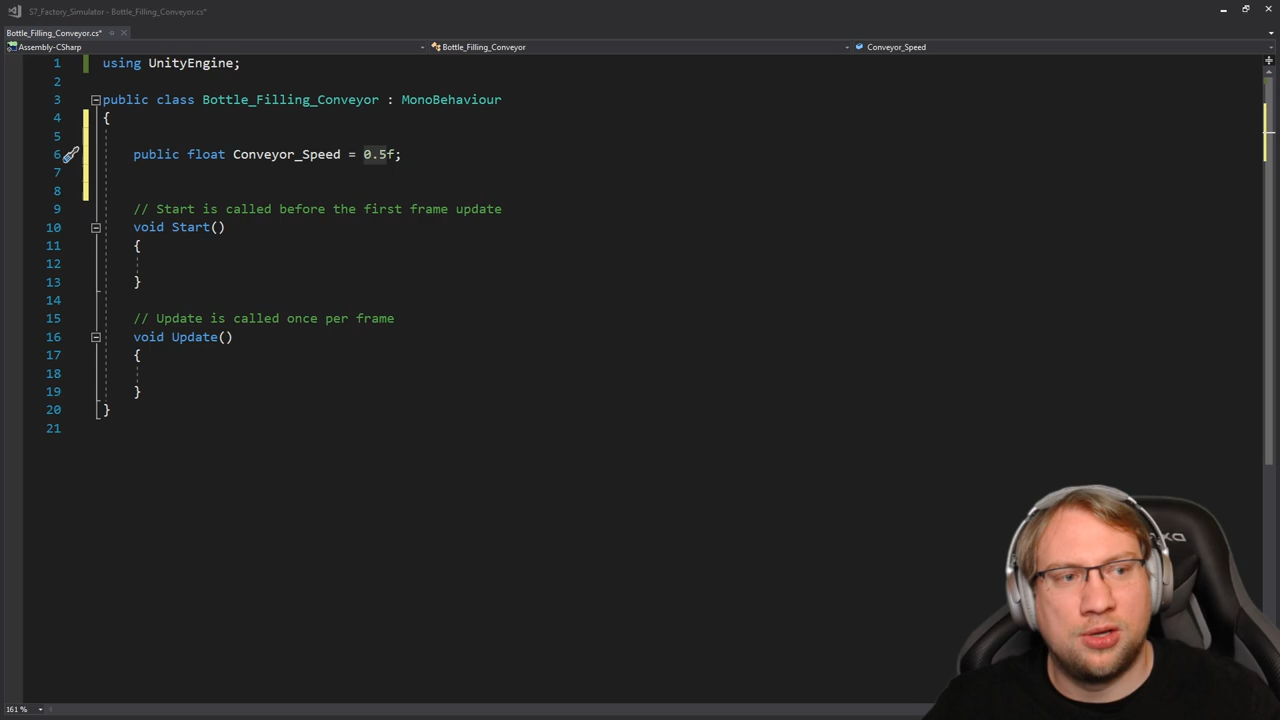 S7_Factory_Simulator - Bottle_Filling_Conveyor.cs*
Bottle_Filling_Conveyor.cs*
Assembly-CSharp
Bottle_Filling_Conveyor
Conveyor_Speed
1 using UnityEngine;
2
3 public class Bottle_Filling_Conveyor : MonoBehaviour
4 {
5
6 public float Conveyor_Speed = 0.5f;
7
8
9 // Start is called before the first frame update
10 void Start()
11 {
12
13 }
14
15 // Update is called once per frame
16 void Update()
17 {
18
19 }
20 }
21
161 %